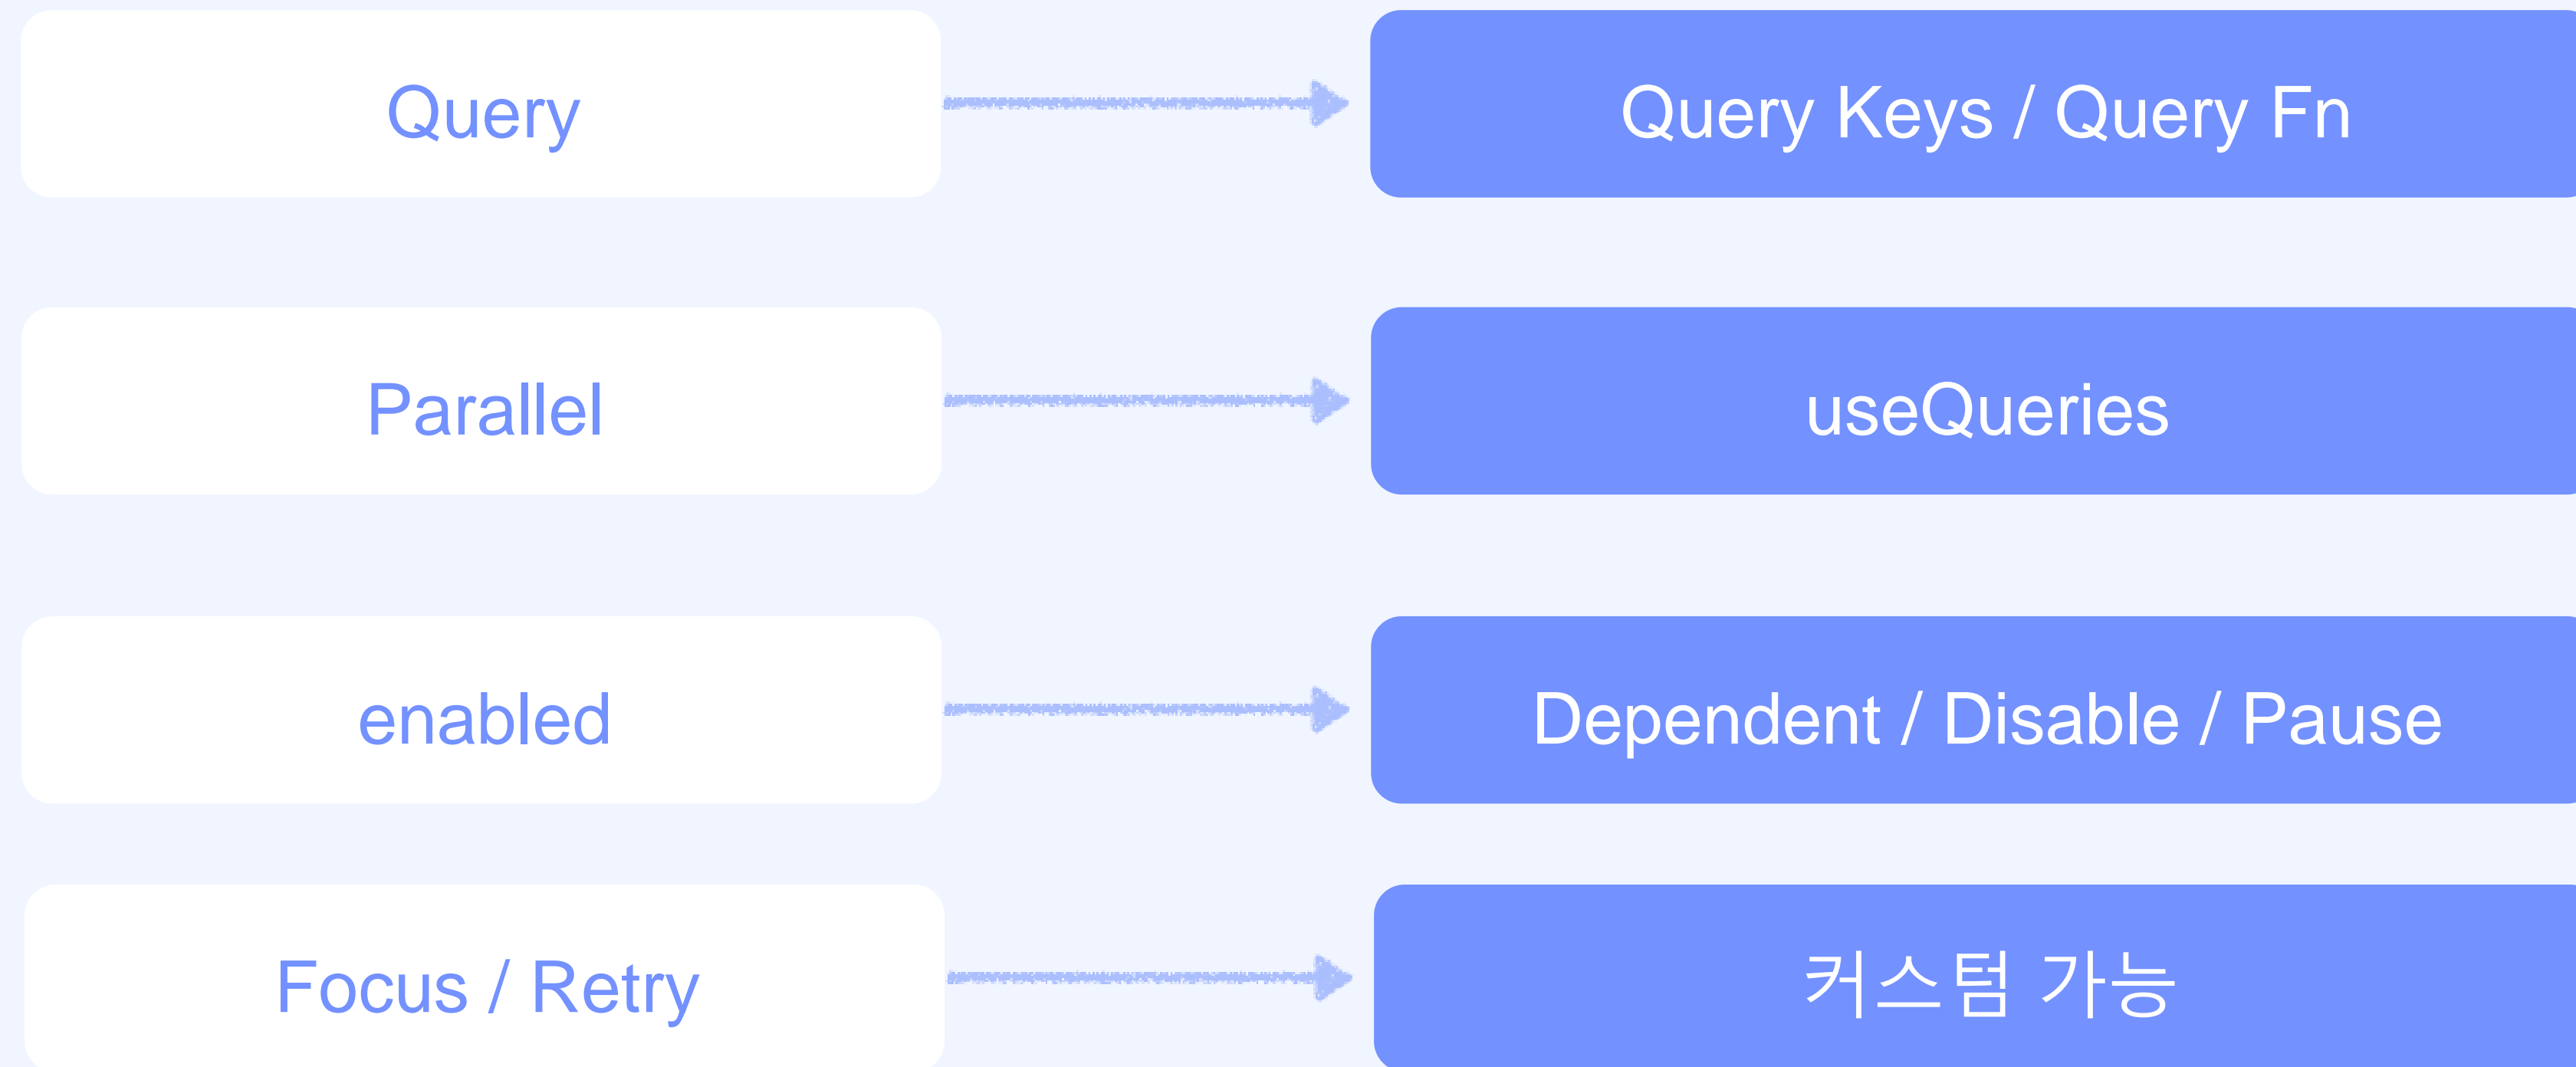 Query
Query Keys / Query Fn
Parallel
useQueries
enabled
Dependent / Disable / Pause
Focus / Retry
커스텀 가능